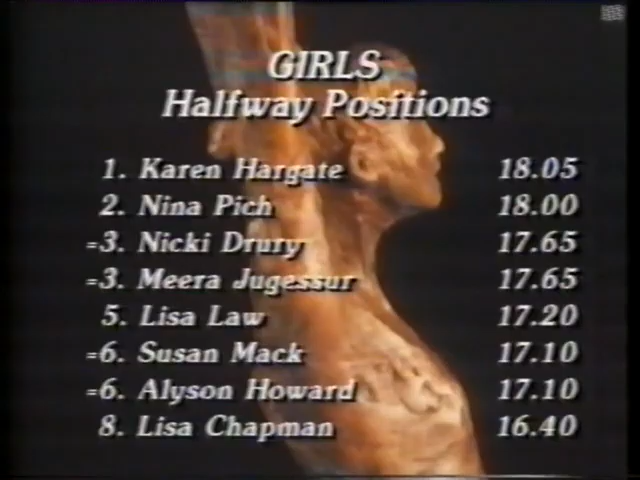 GIRLS
Halfway Positions
1. Karen Hargate 18.05
2. Nina Pich 18.00
=3. Nicki Drury 17.65
=3. Meera Jugessur 17.65
5. Lisa Law 17.20
=6. Susan Mack 17.10
=6. Alyson Howard 17.10
8. Lisa Chapman 16.40